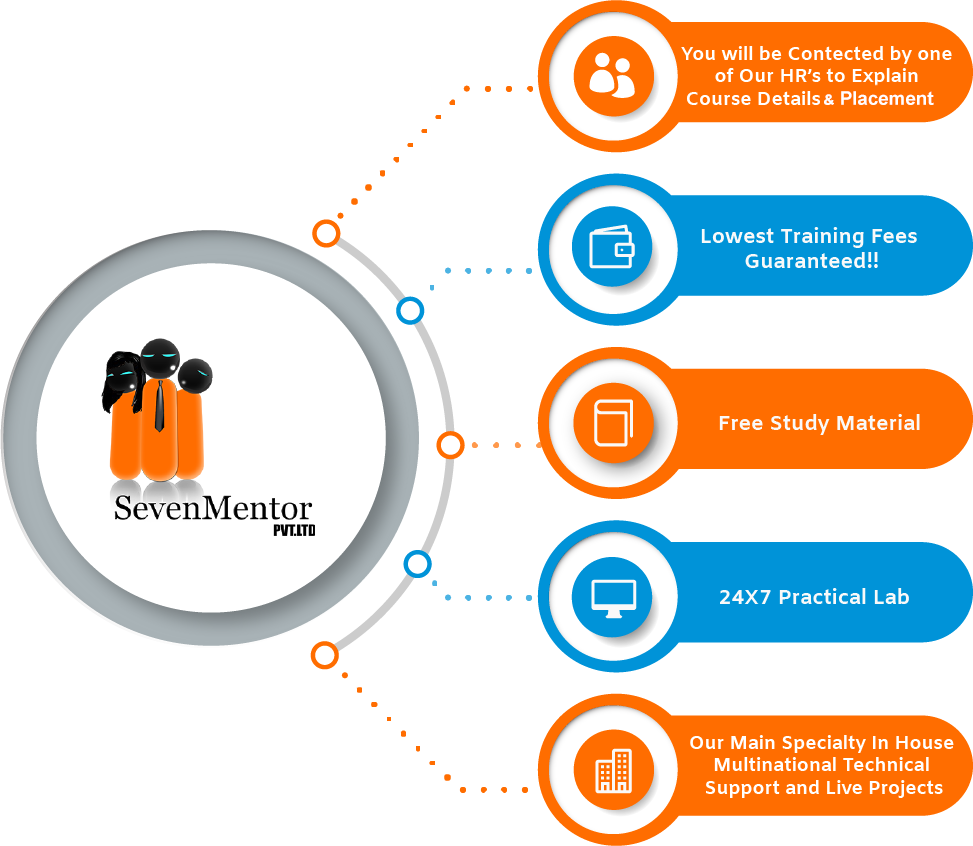 You will be Contected by one
of Our HR's to Explain
Course Details & Placement
Lowest Training Fees
Guaranteed!!
Free Study Material
SevenMentor
PVT.LTD
24X7 Practical Lab
Our Main Specialty In House
Multinational Technical
Support and Live Projects